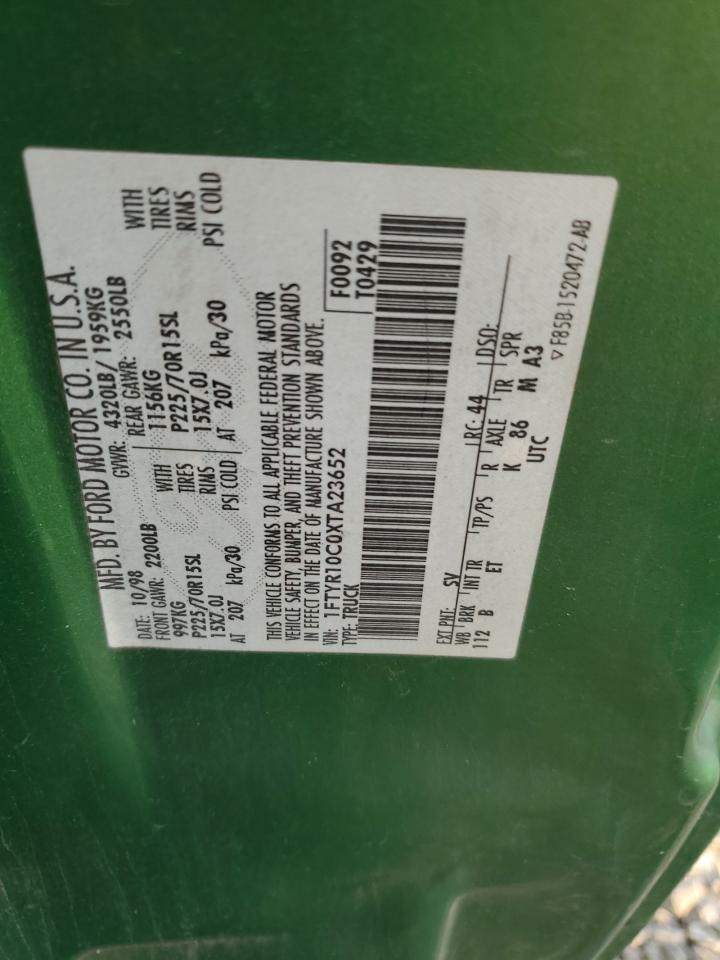 MFD. BY FORD MOTOR CO. IN U.S.A.
DATE: 10/98
GVWR: 4320LB / 1959KG
FRONT GAWR: 2200LB
REAR GAWR: 2550LB
997KG WITH
1156KG WITH
P225/70R15SL TIRES
P225/70R15SL TIRES
15X7.0J RIMS
15X7.0J RIMS
AT 207 kPa/30 PSI COLD
AT 207 kPa/30 PSI COLD
THIS VEHICLE CONFORMS TO ALL APPLICABLE FEDERAL MOTOR
VEHICLE SAFETY, BUMPER, AND THEFT PREVENTION STANDARDS
IN EFFECT ON THE DATE OF MANUFACTURE SHOWN ABOVE.
VIN: 1FTYR10C0XTA23652
TYPE: TRUCK
F0092
T0429
EXT PNT: SV RC: 44 DSO:
WB BRK INT TR TP/PS R AXLE TR SPR
112 B ET K 86 M A3
UTC
▽ F85B-1520472-AB